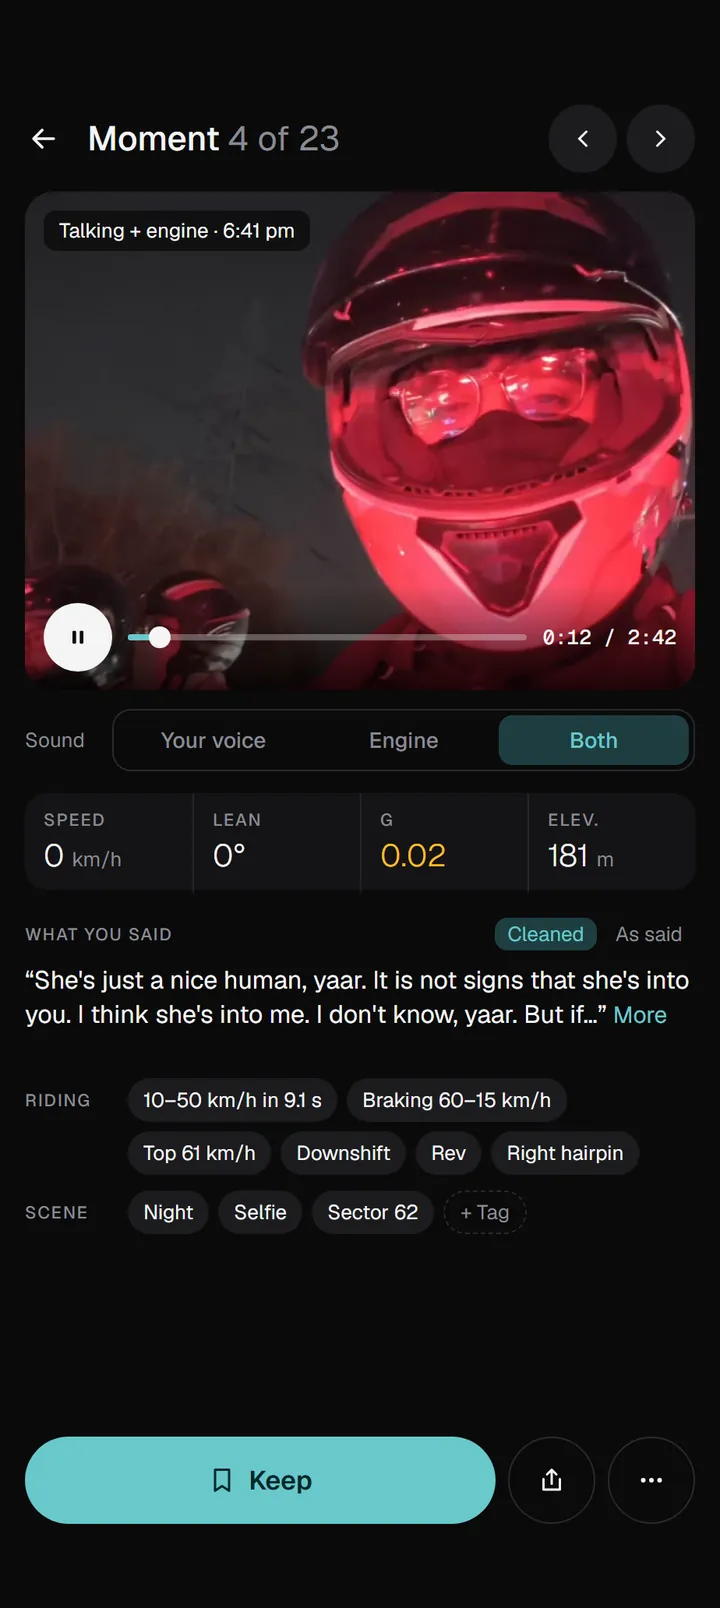 Moment 4 of 23
Talking + engine · 6:41 pm
0:12 / 2:42
Sound Your voice Engine Both
SPEED LEAN G ELEV.
0 km/h 0° 0.02 181 m
WHAT YOU SAID Cleaned As said
“She's just a nice human, yaar. It is not signs that she's into
you. I think she's into me. I don't know, yaar. But if...” More
RIDING 10–50 km/h in 9.1 s Braking 60–15 km/h
Top 61 km/h Downshift Rev Right hairpin
SCENE Night Selfie Sector 62 + Tag
Keep